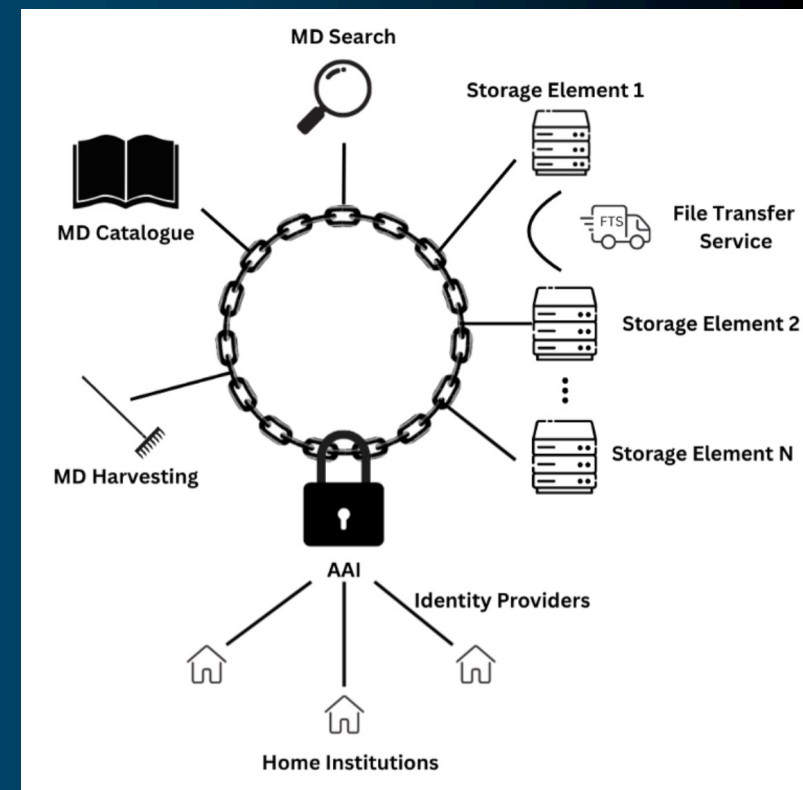 MD Search
Storage Element 1
MD Catalogue
FTS
File Transfer
Service
Storage Element 2
MD Harvesting
Storage Element N
AAI
Identity Providers
Home Institutions